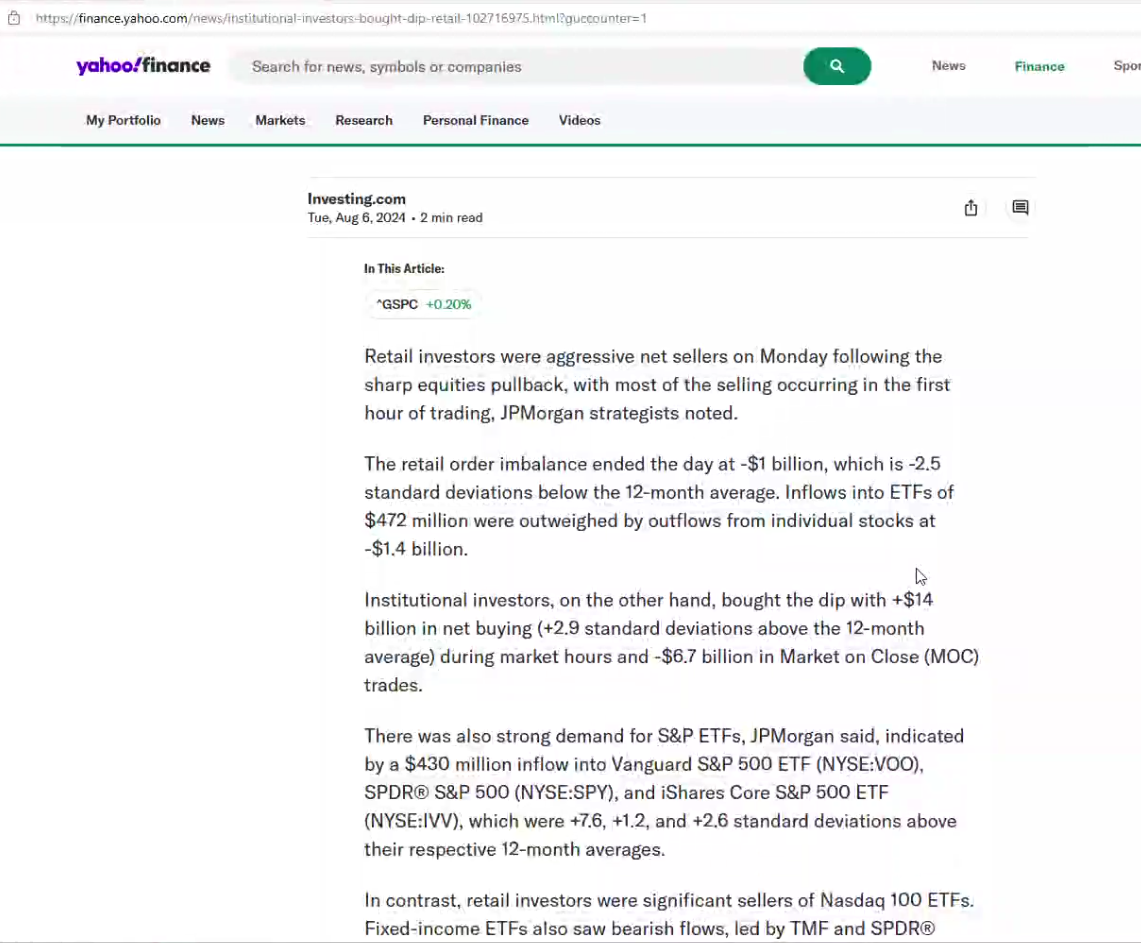 https://finance.yahoo.com/news/institutional-investors-bought-dip-retail-102716975.html?guccounter=1
yahoo!finance
Search for news, symbols or companies
News
Finance
Spor
My Portfolio
News
Markets
Research
Personal Finance
Videos
Investing.com
Tue, Aug 6, 2024 • 2 min read
In This Article:
^GSPC +0.20%
Retail investors were aggressive net sellers on Monday following the
sharp equities pullback, with most of the selling occurring in the first
hour of trading, JPMorgan strategists noted.
The retail order imbalance ended the day at -$1 billion, which is -2.5
standard deviations below the 12-month average. Inflows into ETFs of
$472 million were outweighed by outflows from individual stocks at
-$1.4 billion.
Institutional investors, on the other hand, bought the dip with +$14
billion in net buying (+2.9 standard deviations above the 12-month
average) during market hours and -$6.7 billion in Market on Close (MOC)
trades.
There was also strong demand for S&P ETFs, JPMorgan said, indicated
by a $430 million inflow into Vanguard S&P 500 ETF (NYSE:VOO),
SPDR® S&P 500 (NYSE:SPY), and iShares Core S&P 500 ETF
(NYSE:IVV), which were +7.6, +1.2, and +2.6 standard deviations above
their respective 12-month averages.
In contrast, retail investors were significant sellers of Nasdaq 100 ETFs.
Fixed-income ETFs also saw bearish flows, led by TMF and SPDR®